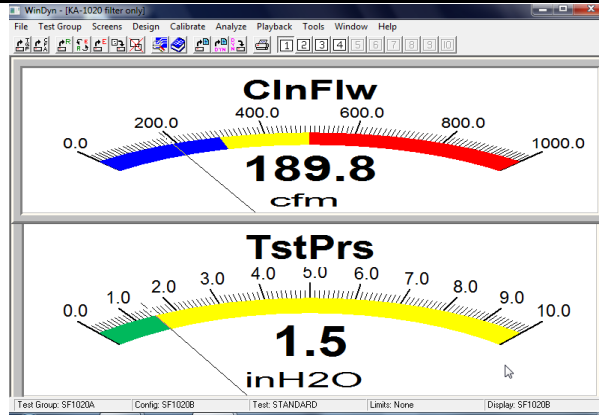 WinDyn - [KA-1020 filter only]
File Test Group Screens Design Calibrate Analyze Playback Tools Window Help
1 2 3 4 5 6 7 8 9 10
ClnFlw
0.0 200.0 400.0 600.0 800.0 1000.0
189.8
cfm
TstPrs
0.0 1.0 2.0 3.0 4.0 5.0 6.0 7.0 8.0 9.0 10.0
1.5
inH2O
Test Group: SF1020A Config: SF1020B Test: STANDARD Limits: None Display: SF1020B